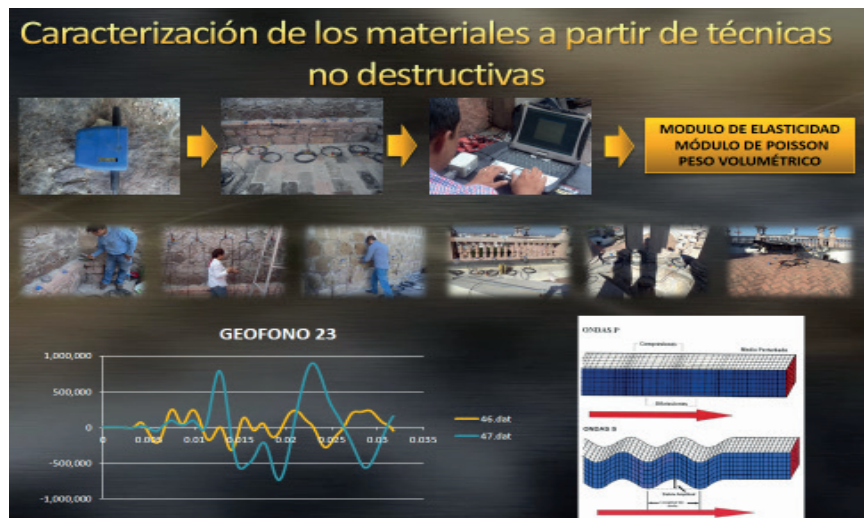 Caracterización de los materiales a partir de técnicas
no destructivas
MODULO DE ELASTICIDAD
MÓDULO DE POISSON
PESO VOLUMÉTRICO
GEOFONO 23
1,000,000
500,000
0
-500,000
-1,000,000
0
0.005
0.01
0.015
0.02
0.025
0.03
0.035
46.dat
47.dat
ONDAS P
Compresiones
Medio Perturbado
Dilataciones
ONDAS S